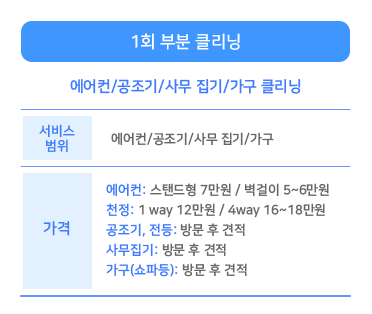 1회 부분 클리닝
에어컨/공조기/사무 집기/가구 클리닝
서비스
범위
에어컨/공조기/사무 집기/가구
가격
에어컨: 스탠드형 7만원 / 벽걸이 5~6만원
천정: 1 way 12만원 / 4way 16~18만원
공조기, 전등: 방문 후 견적
사무집기: 방문 후 견적
가구(쇼파등): 방문 후 견적